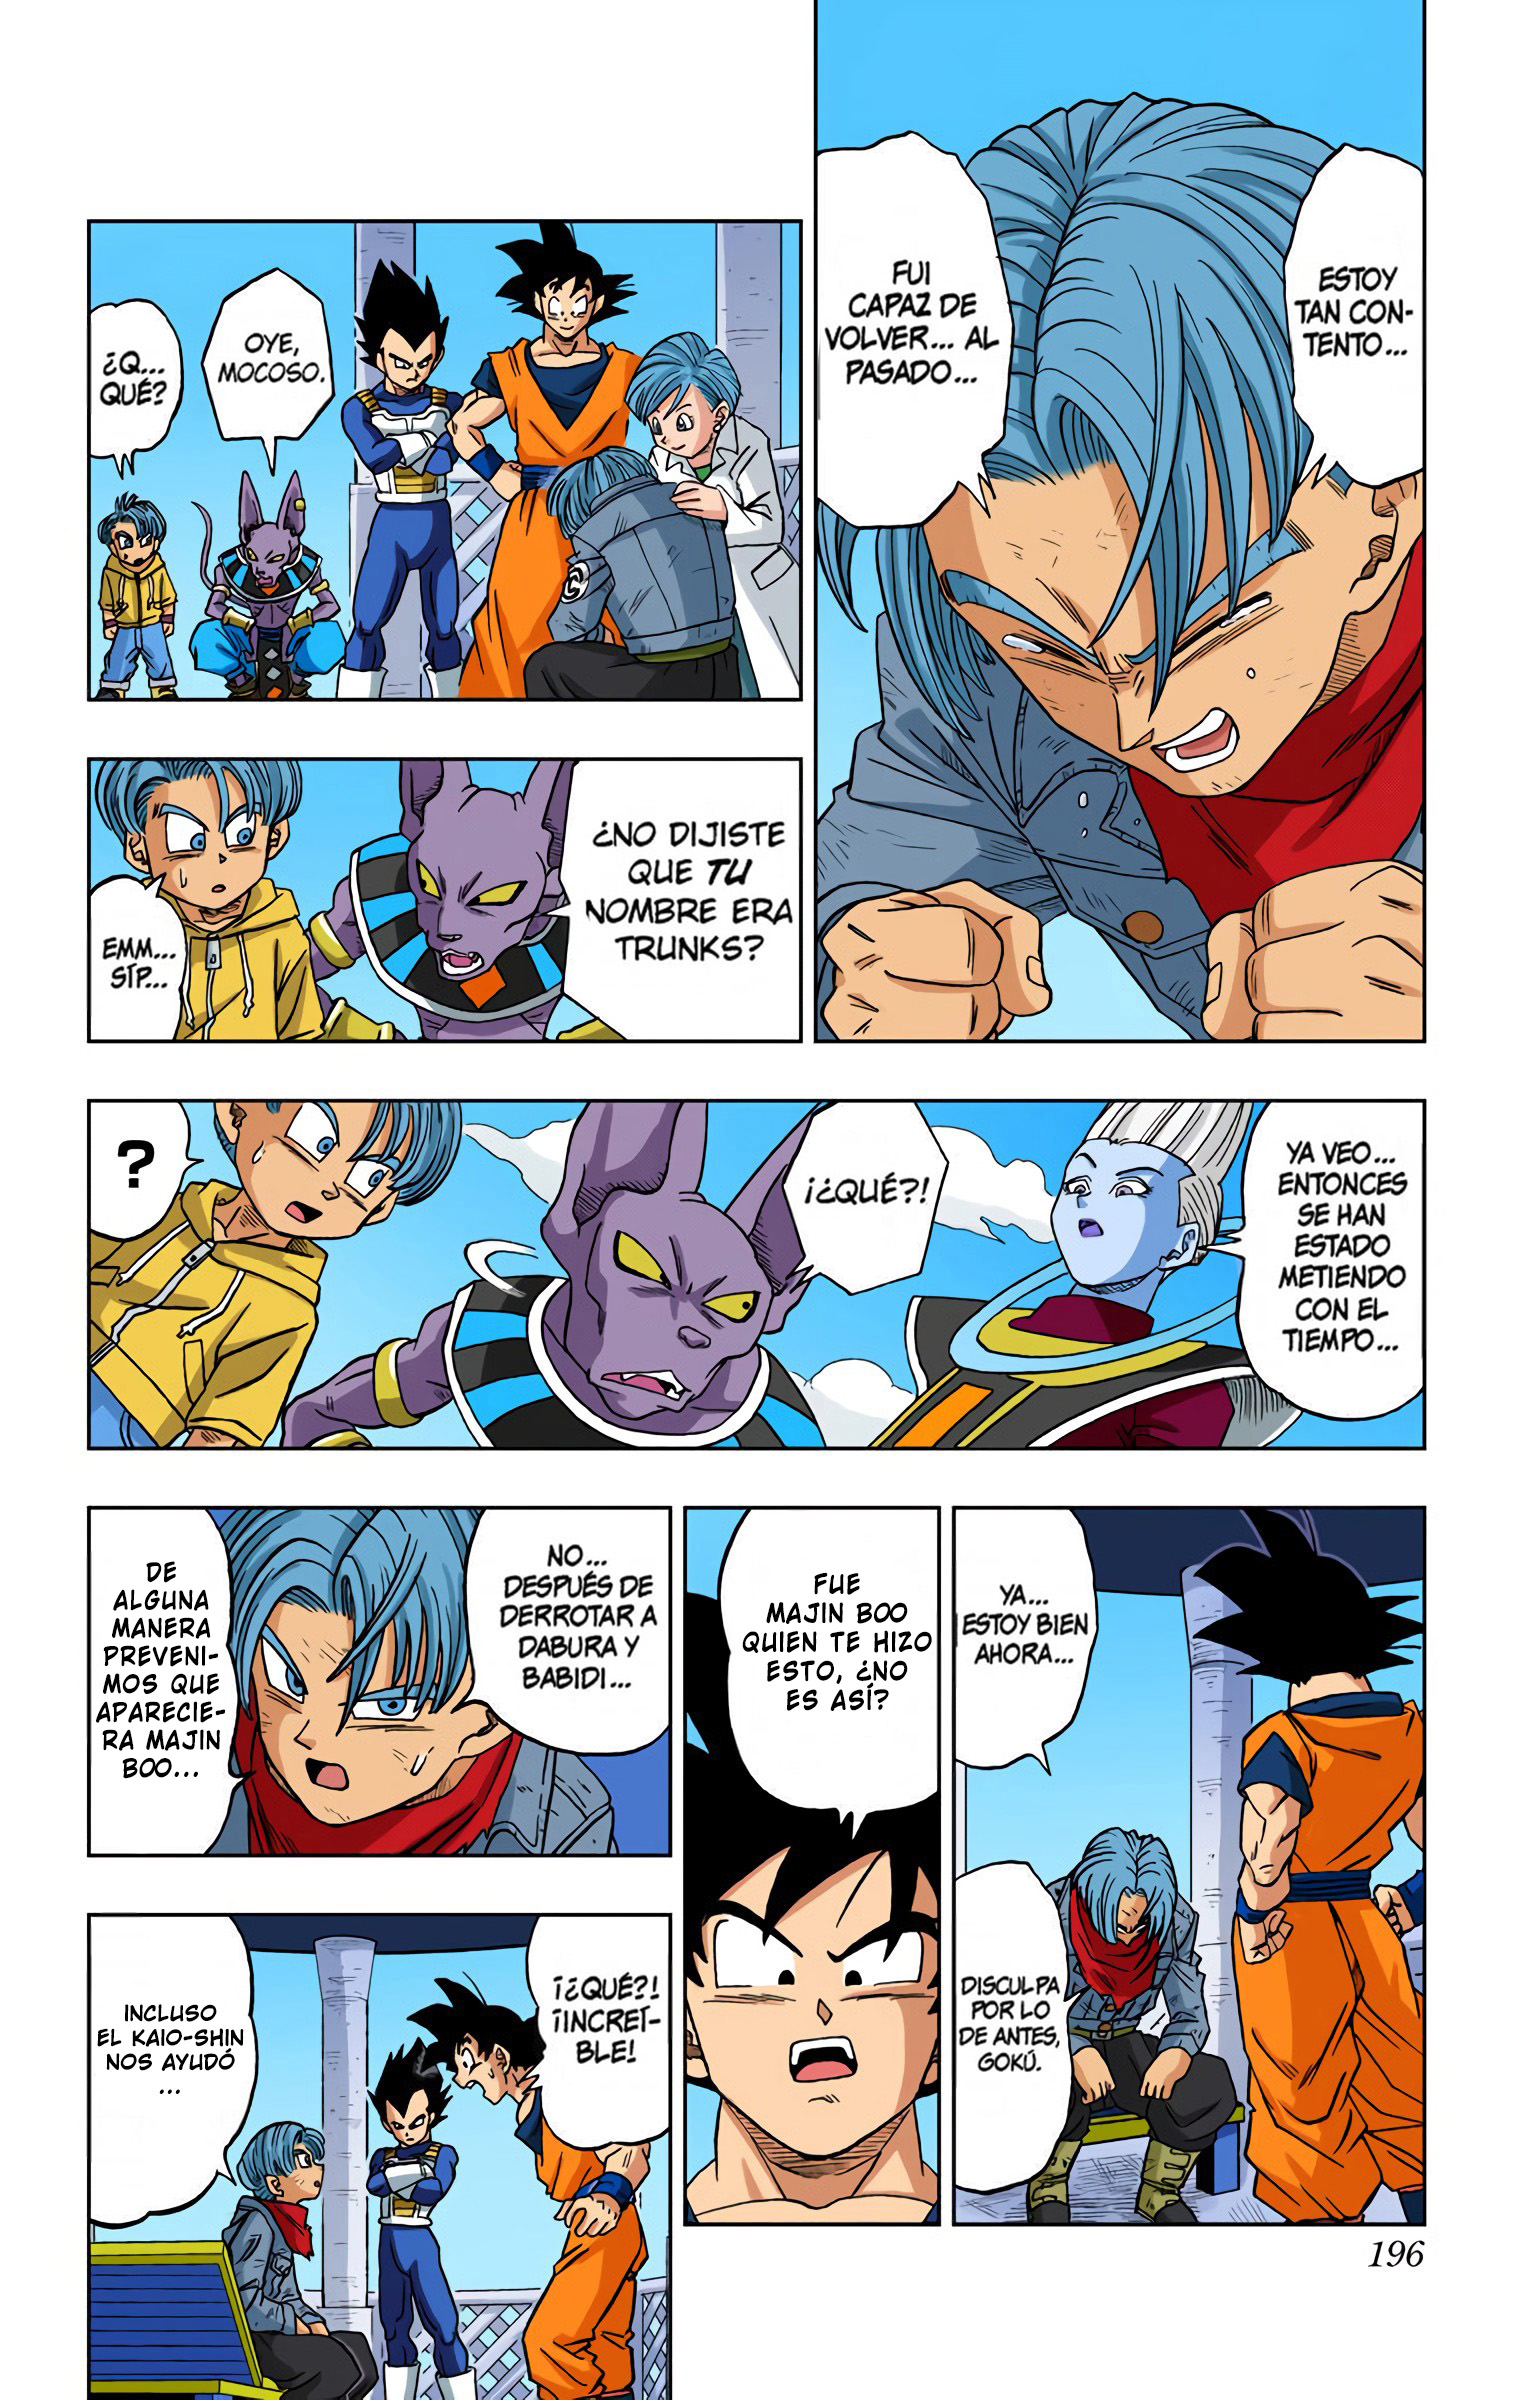 ESTOY
TAN CON-
TENTO...
FUI
CAPAZ DE
VOLVER... AL
PASADO...
OYE,
MOCOSO.
¿Q...
QUÉ?
¿NO DIJISTE
QUE TU
NOMBRE ERA
TRUNKS?
EMM...
SÍP...
YA VEO...
ENTONCES
SE HAN
ESTADO
METIENDO
CON EL
TIEMPO...
¡¿QUÉ?!
?
YA...
ESTOY BIEN
AHORA...
DISCULPA
POR LO
DE ANTES,
GOKÚ.
FUE
MAJIN BOO
QUIEN TE HIZO
ESTO, ¿NO
ES ASÍ?
NO...
DESPUÉS DE
DERROTAR A
DABURA Y
BABIDI...
DE
ALGUNA
MANERA
PREVENI-
MOS QUE
APARECIE-
RA MAJIN
BOO...
¡¿QUÉ?!
¡INCREÍ-
BLE!
INCLUSO
EL KAIO-SHIN
NOS AYUDÓ
...
C
196